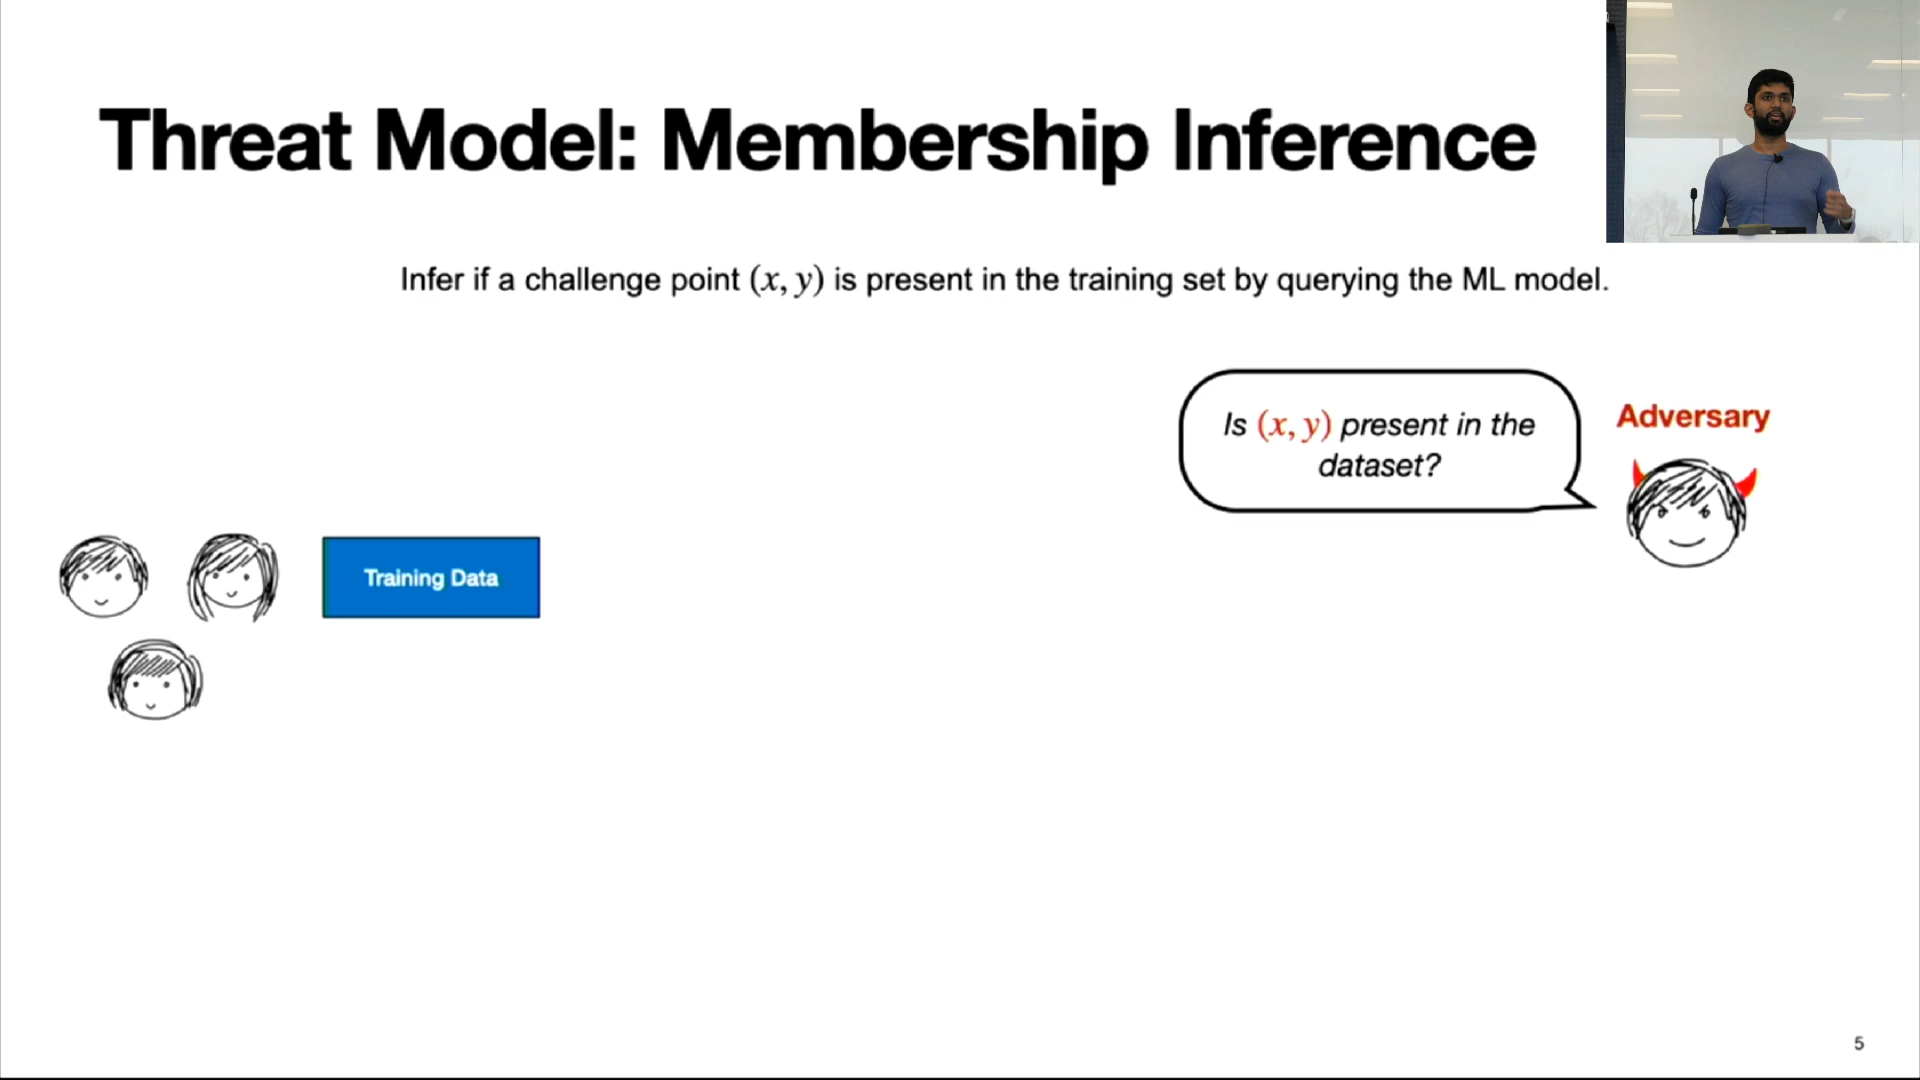 Threat Model: Membership Inference
Infer if a challenge point (x, y) is present in the training set by querying the ML model.
Is (x, y) present in the
dataset?
Adversary
Training Data
5